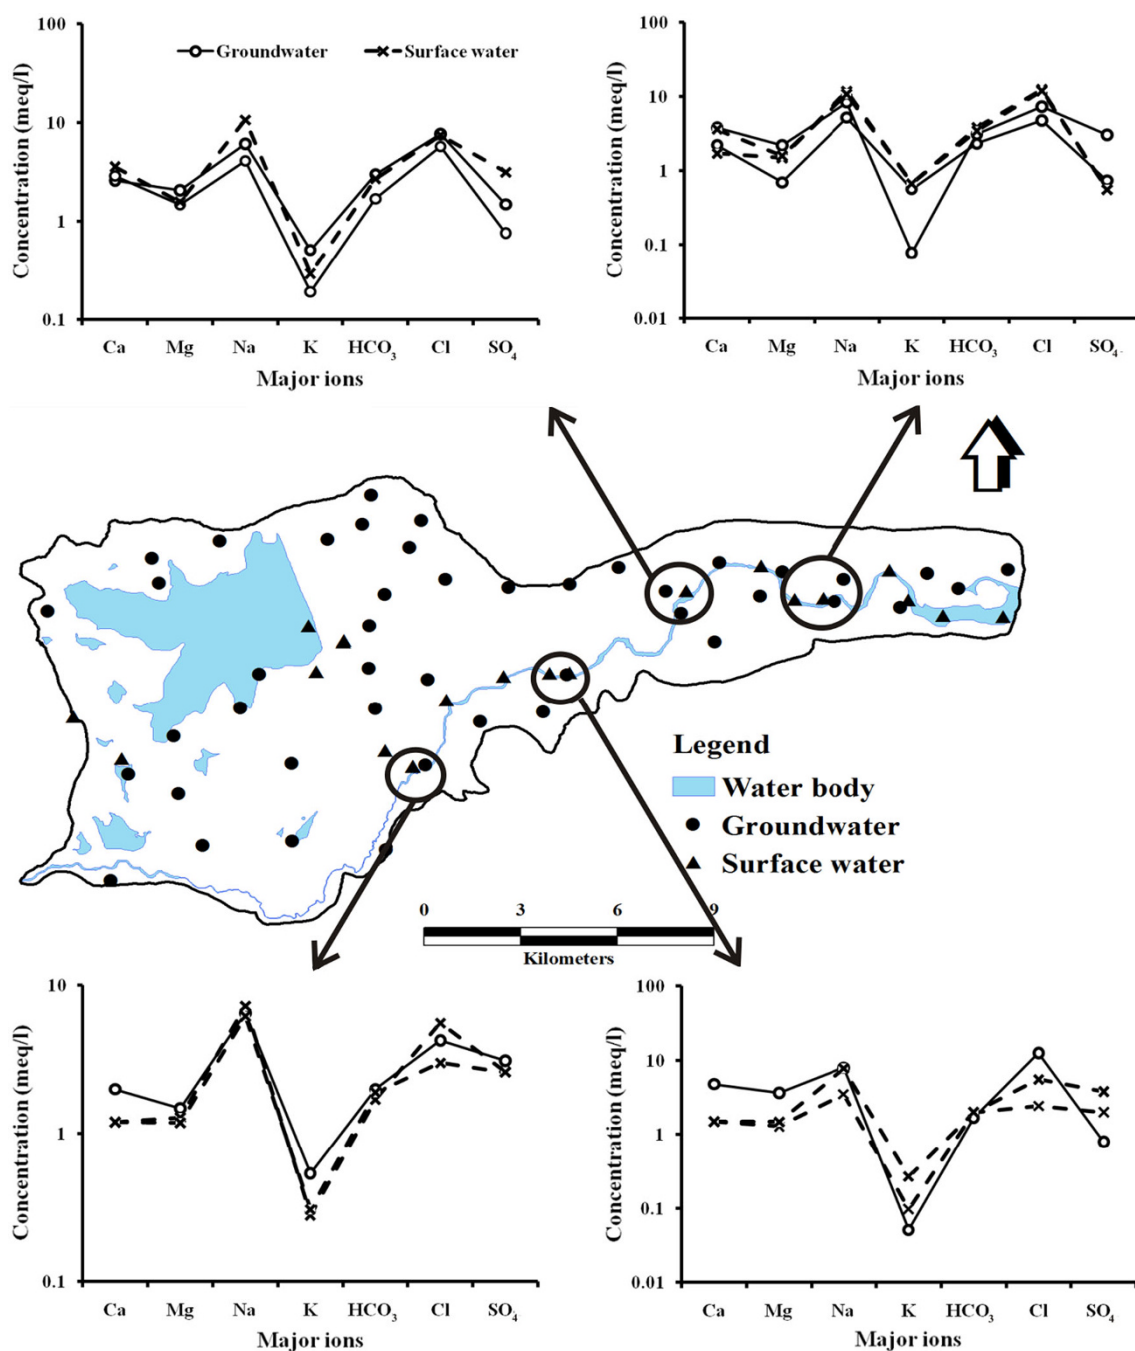 Concentration (meq/l)
100
10
1
0.1
Groundwater
Surface water
Ca Mg Na K HCO₃ Cl SO₄
Major ions
Concentration (meq/l)
100
10
1
0.1
0.01
Ca Mg Na K HCO₃ Cl SO₄-
Major ions
Legend
Water body
Groundwater
Surface water
0 3 6 9
Kilometers
Concentration (meq/l)
10
1
0.1
Ca Mg Na K HCO₃ Cl SO₄
Major ions
Concentration (meq/l)
100
10
1
0.1
0.01
Ca Mg Na K HCO₃ Cl SO₄
Major ions